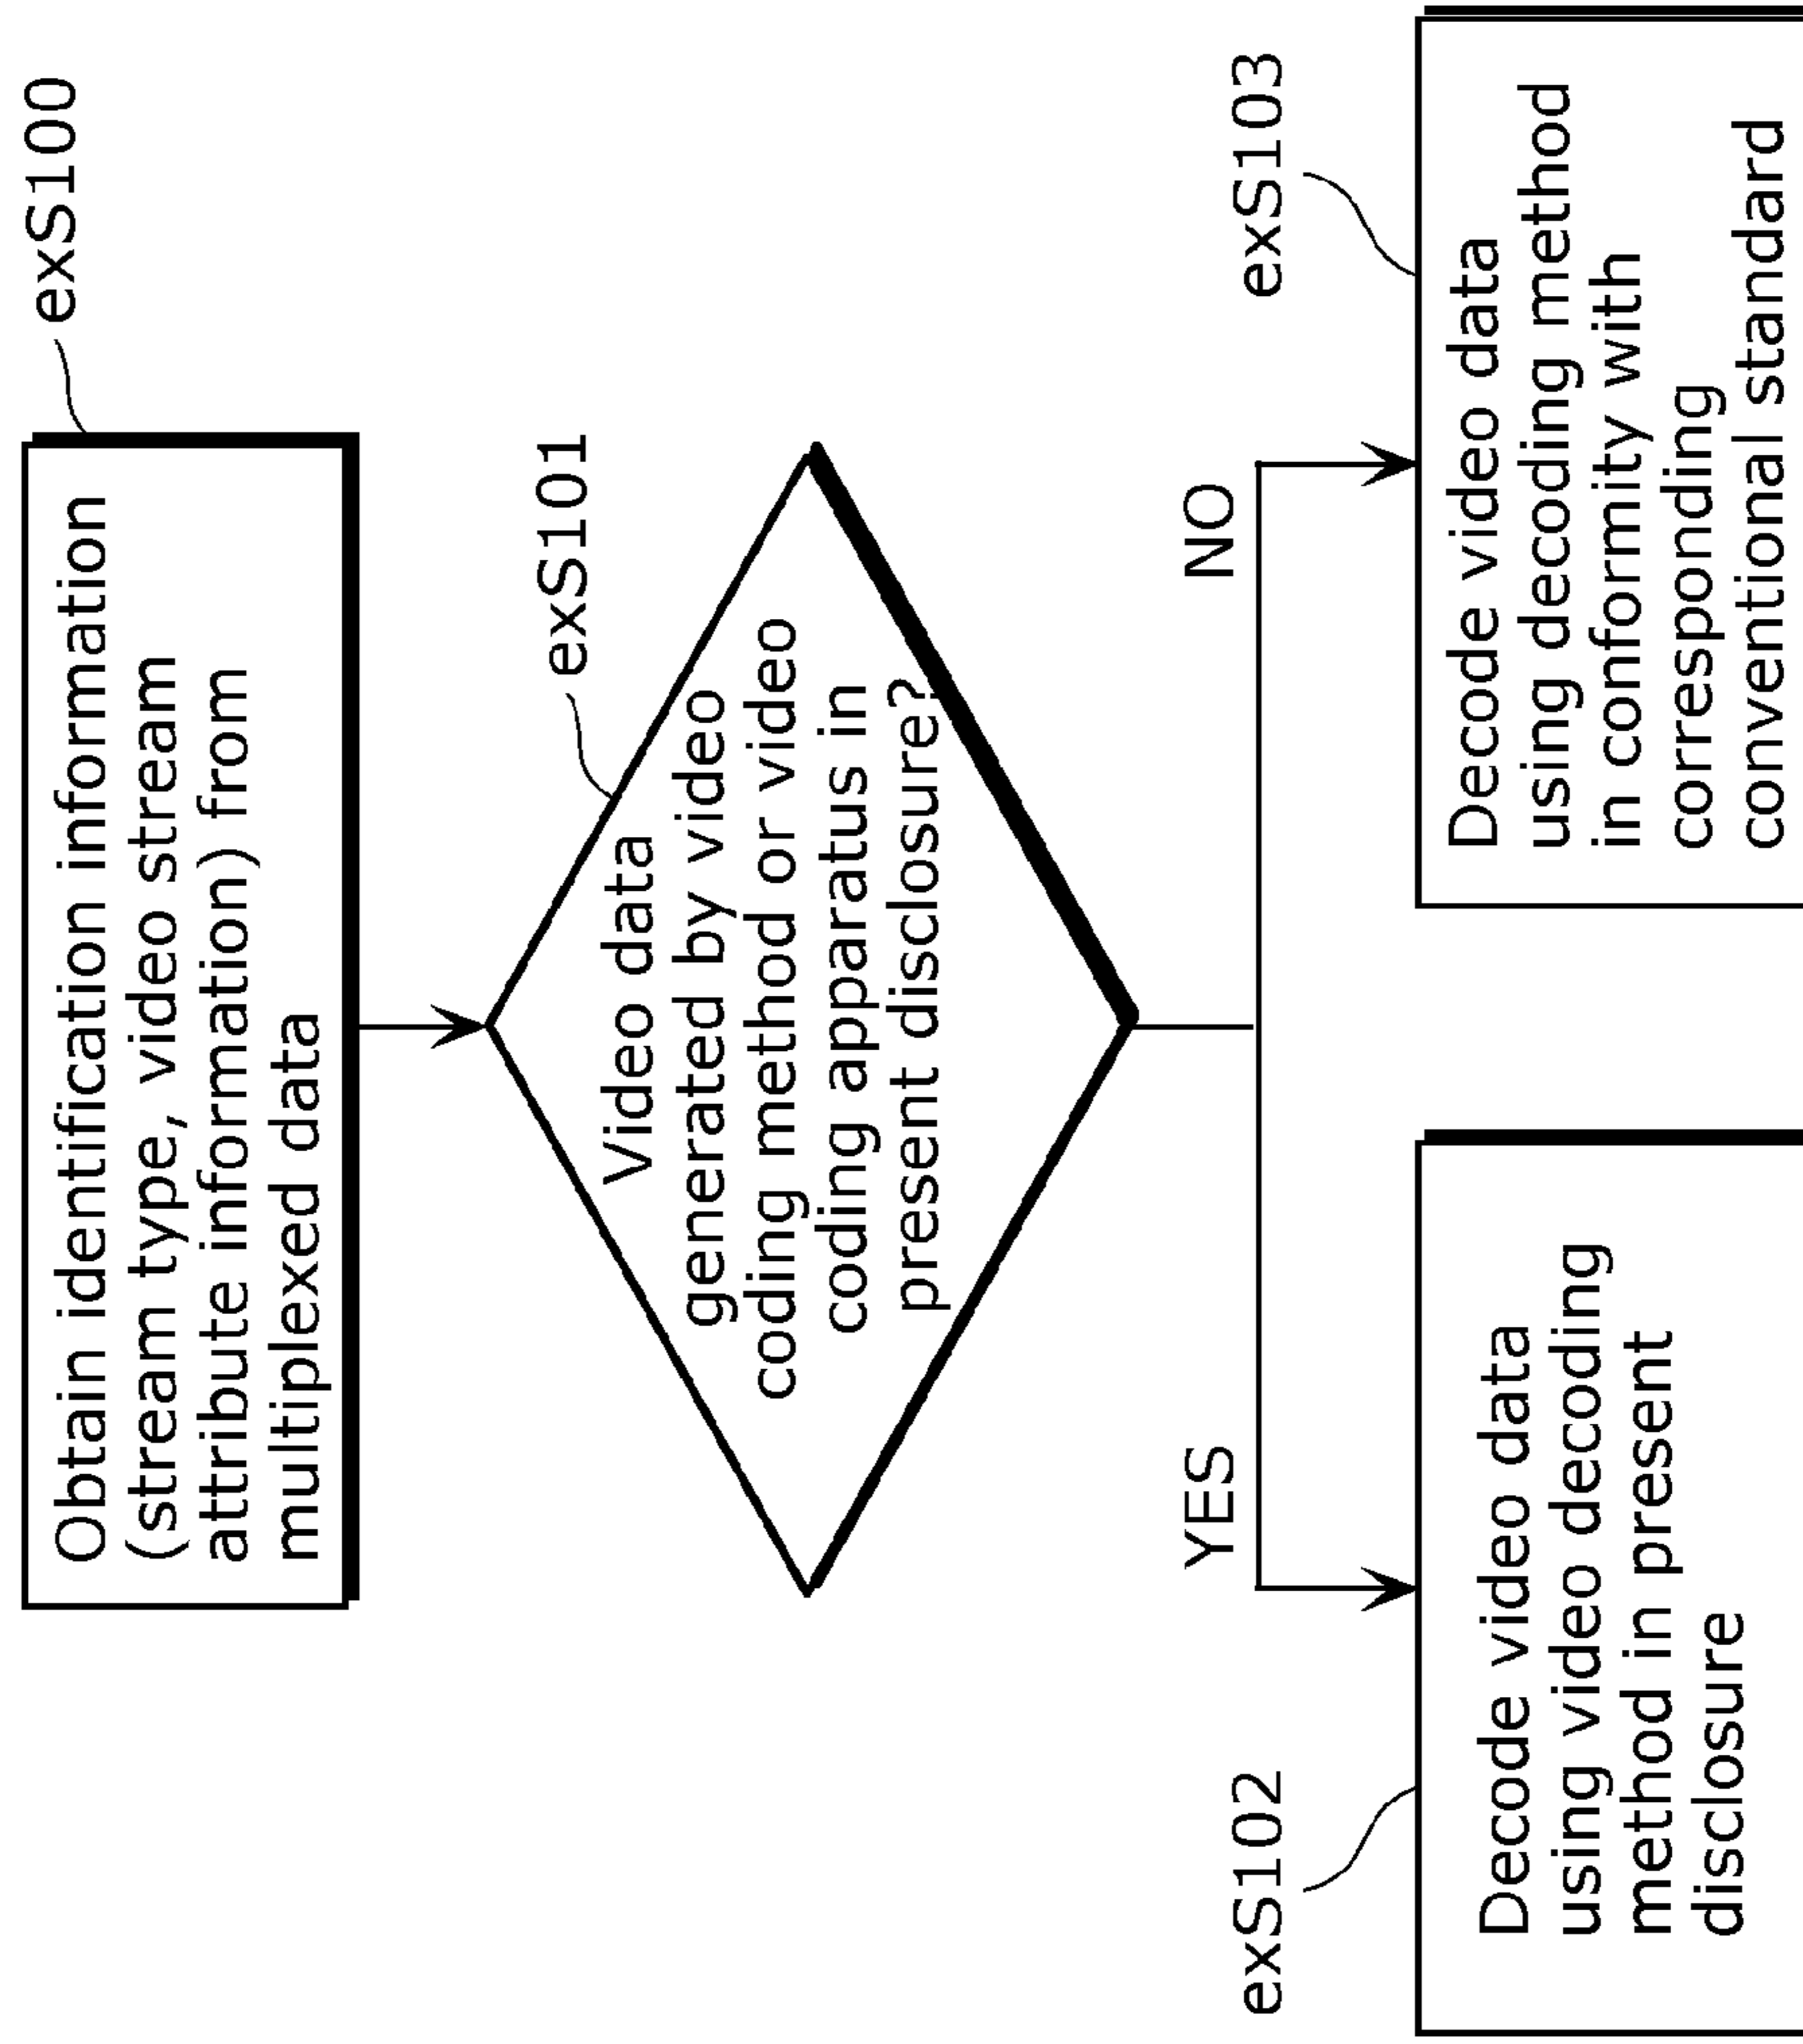 exS100
Obtain identification information
(stream type, video stream
attribute information) from
multiplexed data
exS101
Video data
generated by video
coding method or video
coding apparatus in
present disclosure?
YES
NO
exS102
exS103
Decode video data
using video decoding
method in present
disclosure
Decode video data
using decoding method
in conformity with
corresponding
conventional standard